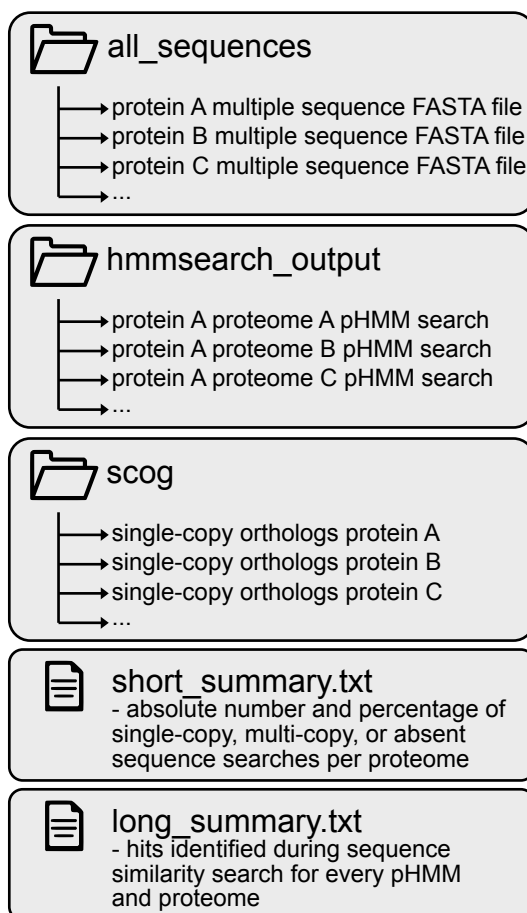 all_sequences
protein A multiple sequence FASTA file
protein B multiple sequence FASTA file
protein C multiple sequence FASTA file
...
hmmsearch_output
protein A proteome A pHMM search
protein A proteome B pHMM search
protein A proteome C pHMM search
...
scog
single-copy orthologs protein A
single-copy orthologs protein B
single-copy orthologs protein C
...
short_summary.txt
- absolute number and percentage of
single-copy, multi-copy, or absent
sequence searches per proteome
long_summary.txt
- hits identified during sequence
similarity search for every pHMM
and proteome